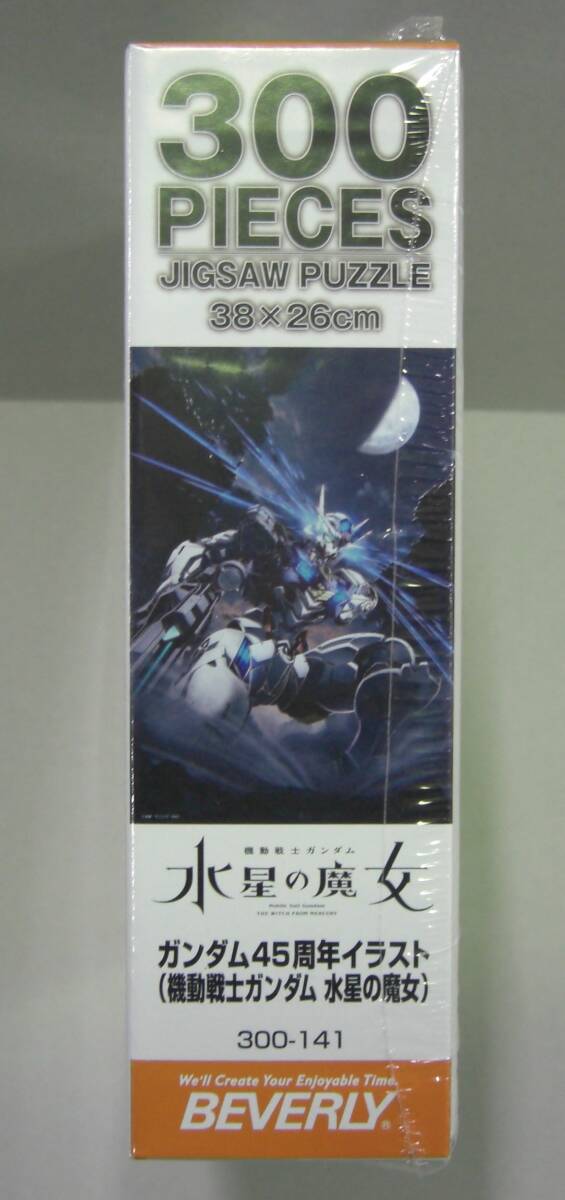 300
PIECES
JIGSAW PUZZLE
38×26cm
機動戦士ガンダム
水星の魔女
Mobile Suit Gundam
THE WITCH FROM MERCURY
ガンダム45周年イラスト
(機動戦士ガンダム 水星の魔女)
300-141
We'll Create Your Enjoyable Time.
BEVERLY®